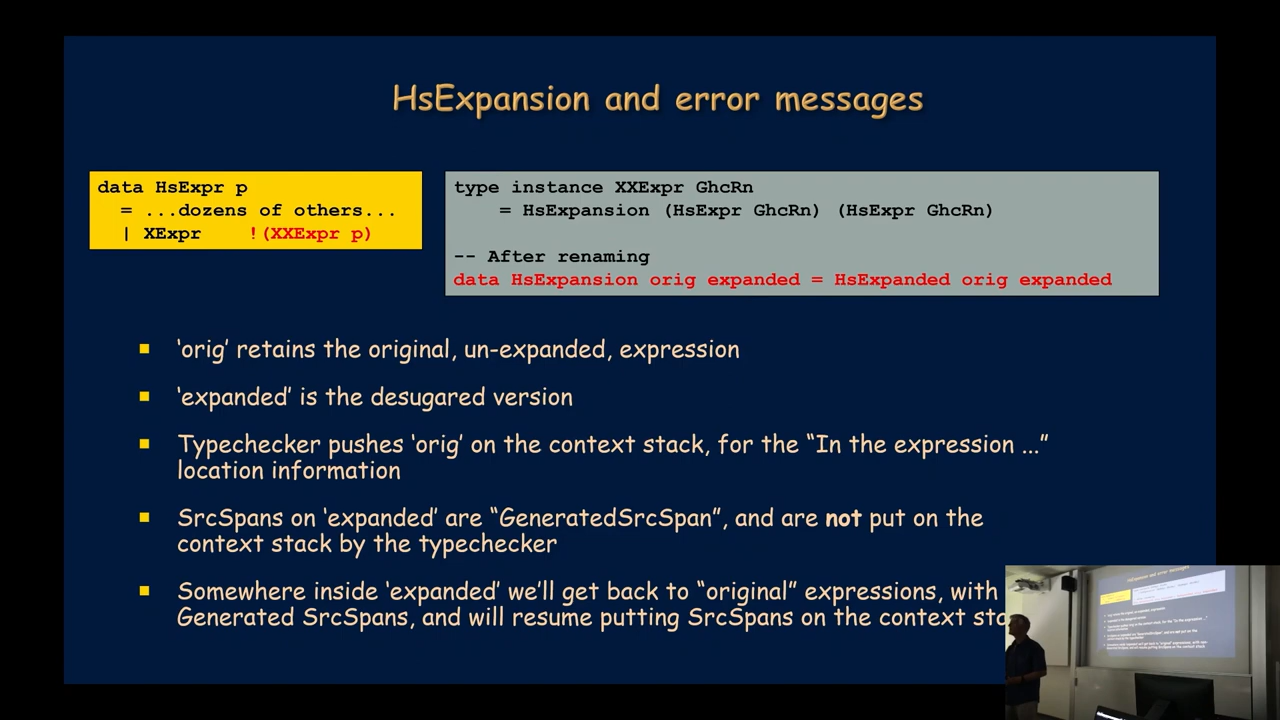 HsExpansion and error messages
data HsExpr p
= ...dozens of others...
| XExpr !(XXExpr p)
type instance XXExpr GhcRn
= HsExpansion (HsExpr GhcRn) (HsExpr GhcRn)
-- After renaming
data HsExpansion orig expanded = HsExpanded orig expanded
‘orig’ retains the original, un-expanded, expression
‘expanded’ is the desugared version
Typechecker pushes ‘orig’ on the context stack, for the “In the expression ...”
location information
SrcSpans on ‘expanded’ are “GeneratedSrcSpan”, and are not put on the
context stack by the typechecker
Somewhere inside ‘expanded’ we’ll get back to “original” expressions, with
Generated SrcSpans, and will resume putting SrcSpans on the context sta